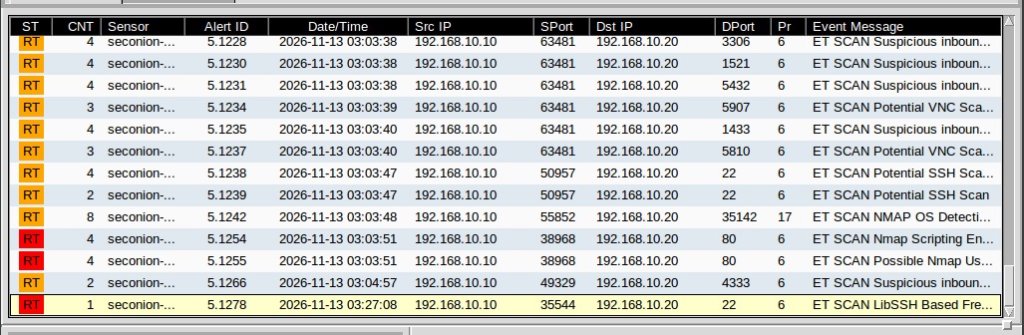 ST CNT Sensor Alert ID Date/Time Src IP SPort Dst IP DPort Pr Event Message
RT 4 seconion-... 5.1228 2026-11-13 03:03:38 192.168.10.10 63481 192.168.10.20 3306 6 ET SCAN Suspicious inboun...
RT 4 seconion-... 5.1230 2026-11-13 03:03:38 192.168.10.10 63481 192.168.10.20 1521 6 ET SCAN Suspicious inboun...
RT 4 seconion-... 5.1231 2026-11-13 03:03:38 192.168.10.10 63481 192.168.10.20 5432 6 ET SCAN Suspicious inboun...
RT 3 seconion-... 5.1234 2026-11-13 03:03:39 192.168.10.10 63481 192.168.10.20 5907 6 ET SCAN Potential VNC Sca...
RT 4 seconion-... 5.1235 2026-11-13 03:03:40 192.168.10.10 63481 192.168.10.20 1433 6 ET SCAN Suspicious inboun...
RT 3 seconion-... 5.1237 2026-11-13 03:03:40 192.168.10.10 63481 192.168.10.20 5810 6 ET SCAN Potential VNC Sca...
RT 4 seconion-... 5.1238 2026-11-13 03:03:47 192.168.10.10 50957 192.168.10.20 22 6 ET SCAN Potential SSH Sca...
RT 2 seconion-... 5.1239 2026-11-13 03:03:47 192.168.10.10 50957 192.168.10.20 22 6 ET SCAN Potential SSH Scan
RT 8 seconion-... 5.1242 2026-11-13 03:03:48 192.168.10.10 55852 192.168.10.20 35142 17 ET SCAN NMAP OS Detecti...
RT 4 seconion-... 5.1254 2026-11-13 03:03:51 192.168.10.10 38968 192.168.10.20 80 6 ET SCAN Nmap Scripting En...
RT 4 seconion-... 5.1255 2026-11-13 03:03:51 192.168.10.10 38968 192.168.10.20 80 6 ET SCAN Possible Nmap Us...
RT 2 seconion-... 5.1266 2026-11-13 03:04:57 192.168.10.10 49329 192.168.10.20 4333 6 ET SCAN Suspicious inboun...
RT 1 seconion-... 5.1278 2026-11-13 03:27:08 192.168.10.10 35544 192.168.10.20 22 6 ET SCAN LibSSH Based Fre...